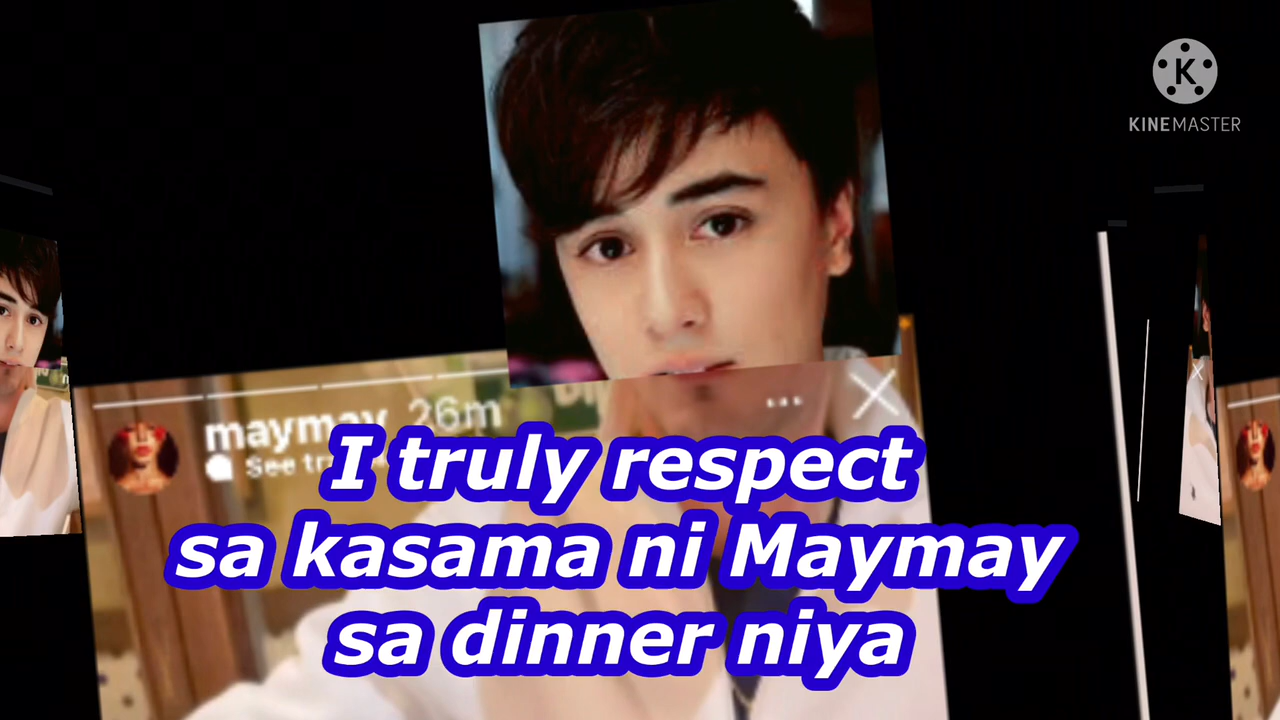 KINEMASTER
maymay 26m
I truly respect
sa kasama ni Maymay
sa dinner niya